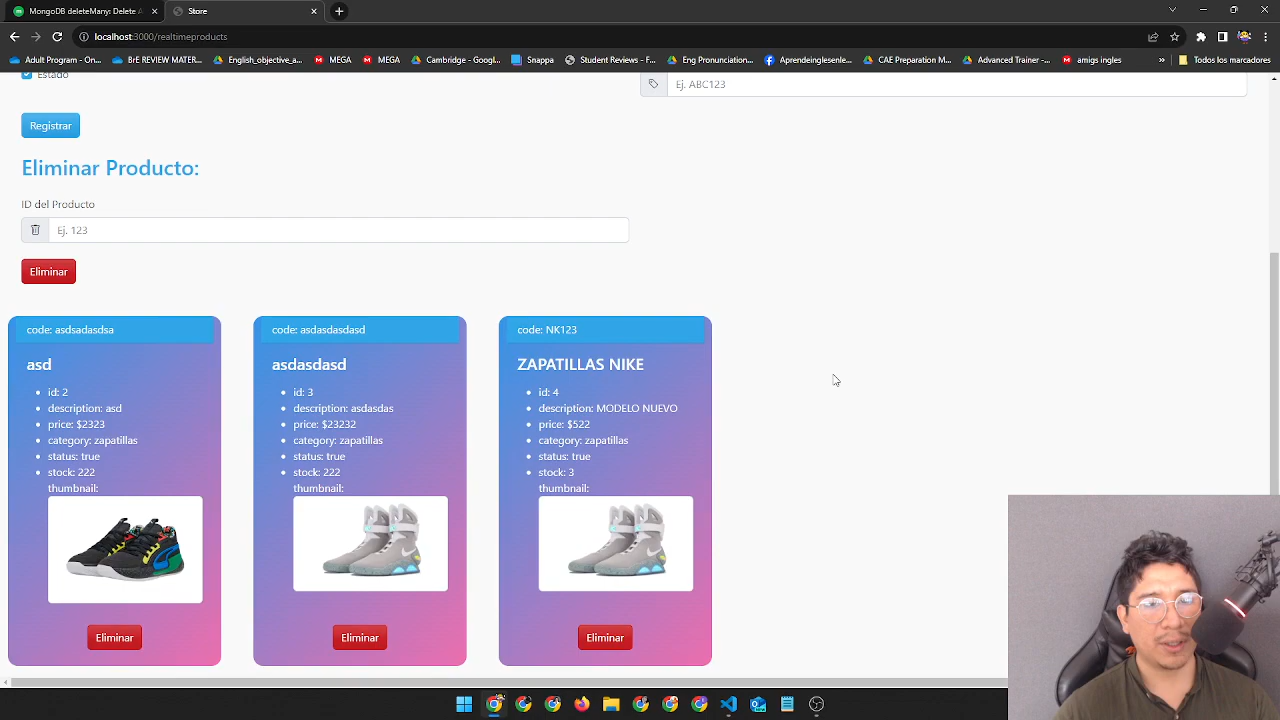 MongoDB deleteMany: Delete A
Store
localhost:3000/realtimeproducts
Adult Program - On...
BrE REVIEW MATER...
English_objective_a...
MEGA
MEGA
Cambridge - Googl...
Snappa
Student Reviews - F...
Eng Pronunciation...
Aprendeinglesenle...
CAE Preparation M...
Advanced Trainer -...
amigs ingles
»
Todos los marcadores
Estado
Ej. ABC123
Registrar
Eliminar Producto:
ID del Producto
Ej. 123
Eliminar
code: asdsadasdsa
asd
id: 2
description: asd
price: $2323
category: zapatillas
status: true
stock: 222
thumbnail:
Eliminar
code: asdasdasdasd
asdasdasd
id: 3
description: asdasdas
price: $23232
category: zapatillas
status: true
stock: 222
thumbnail:
Eliminar
code: NK123
ZAPATILLAS NIKE
id: 4
description: MODELO NUEVO
price: $522
category: zapatillas
status: true
stock: 3
thumbnail:
Eliminar